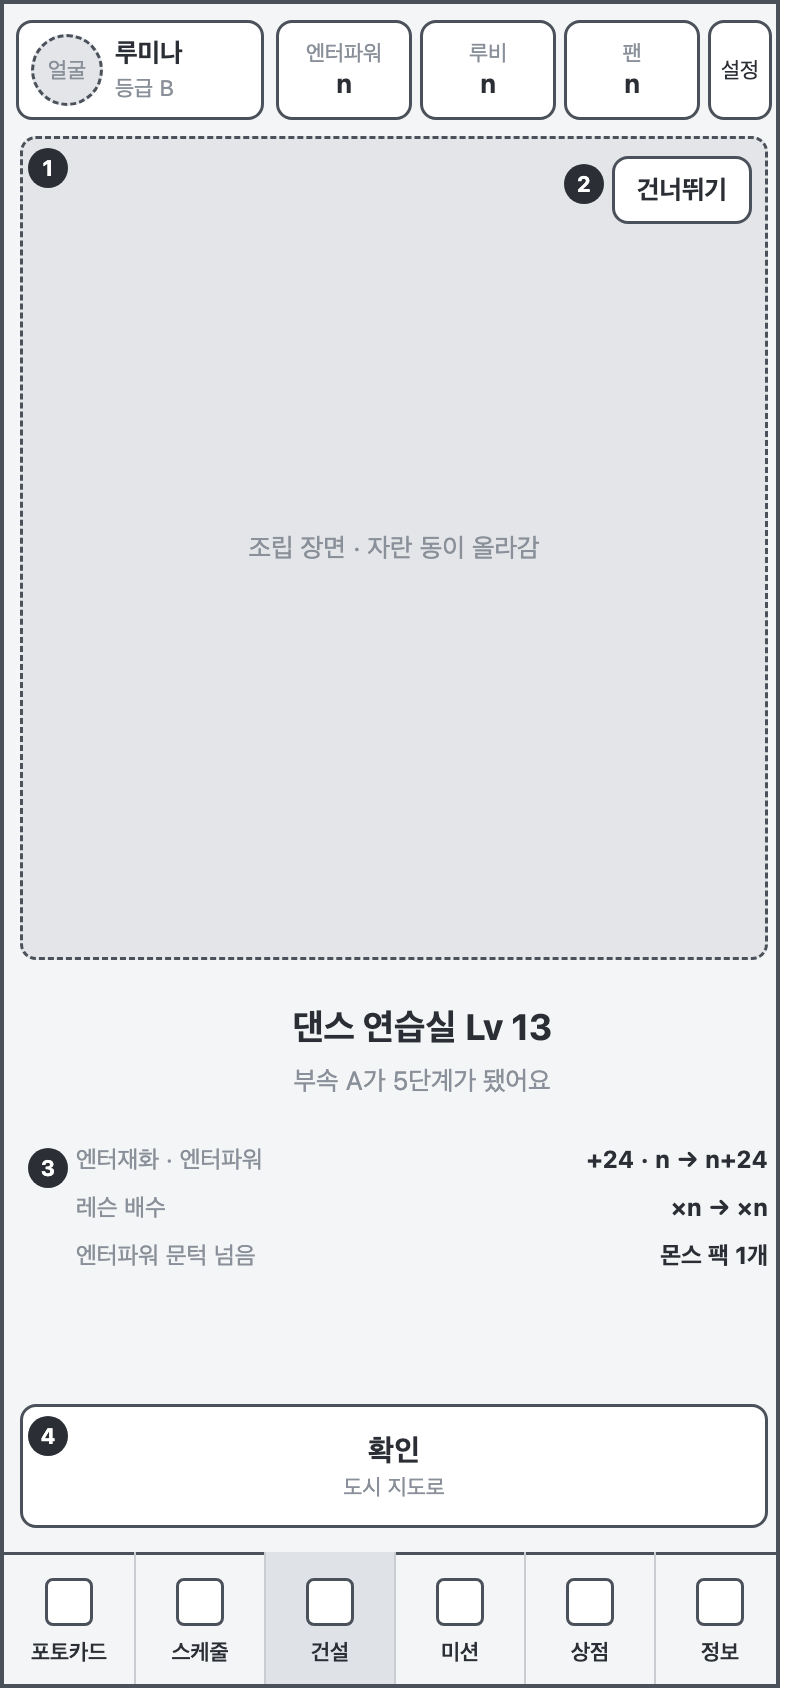 얼굴
루미나
등급 B
엔터파워
n
루비
n
팬
n
설정
1
2
건너뛰기
조립 장면 · 자란 동이 올라감
댄스 연습실 Lv 13
부속 A가 5단계가 됐어요
3
엔터재화 · 엔터파워 +24 · n → n+24
레슨 배수 ×n → ×n
엔터파워 문턱 넘음 몬스 팩 1개
4
확인
도시 지도로
포토카드
스케줄
건설
미션
상점
정보